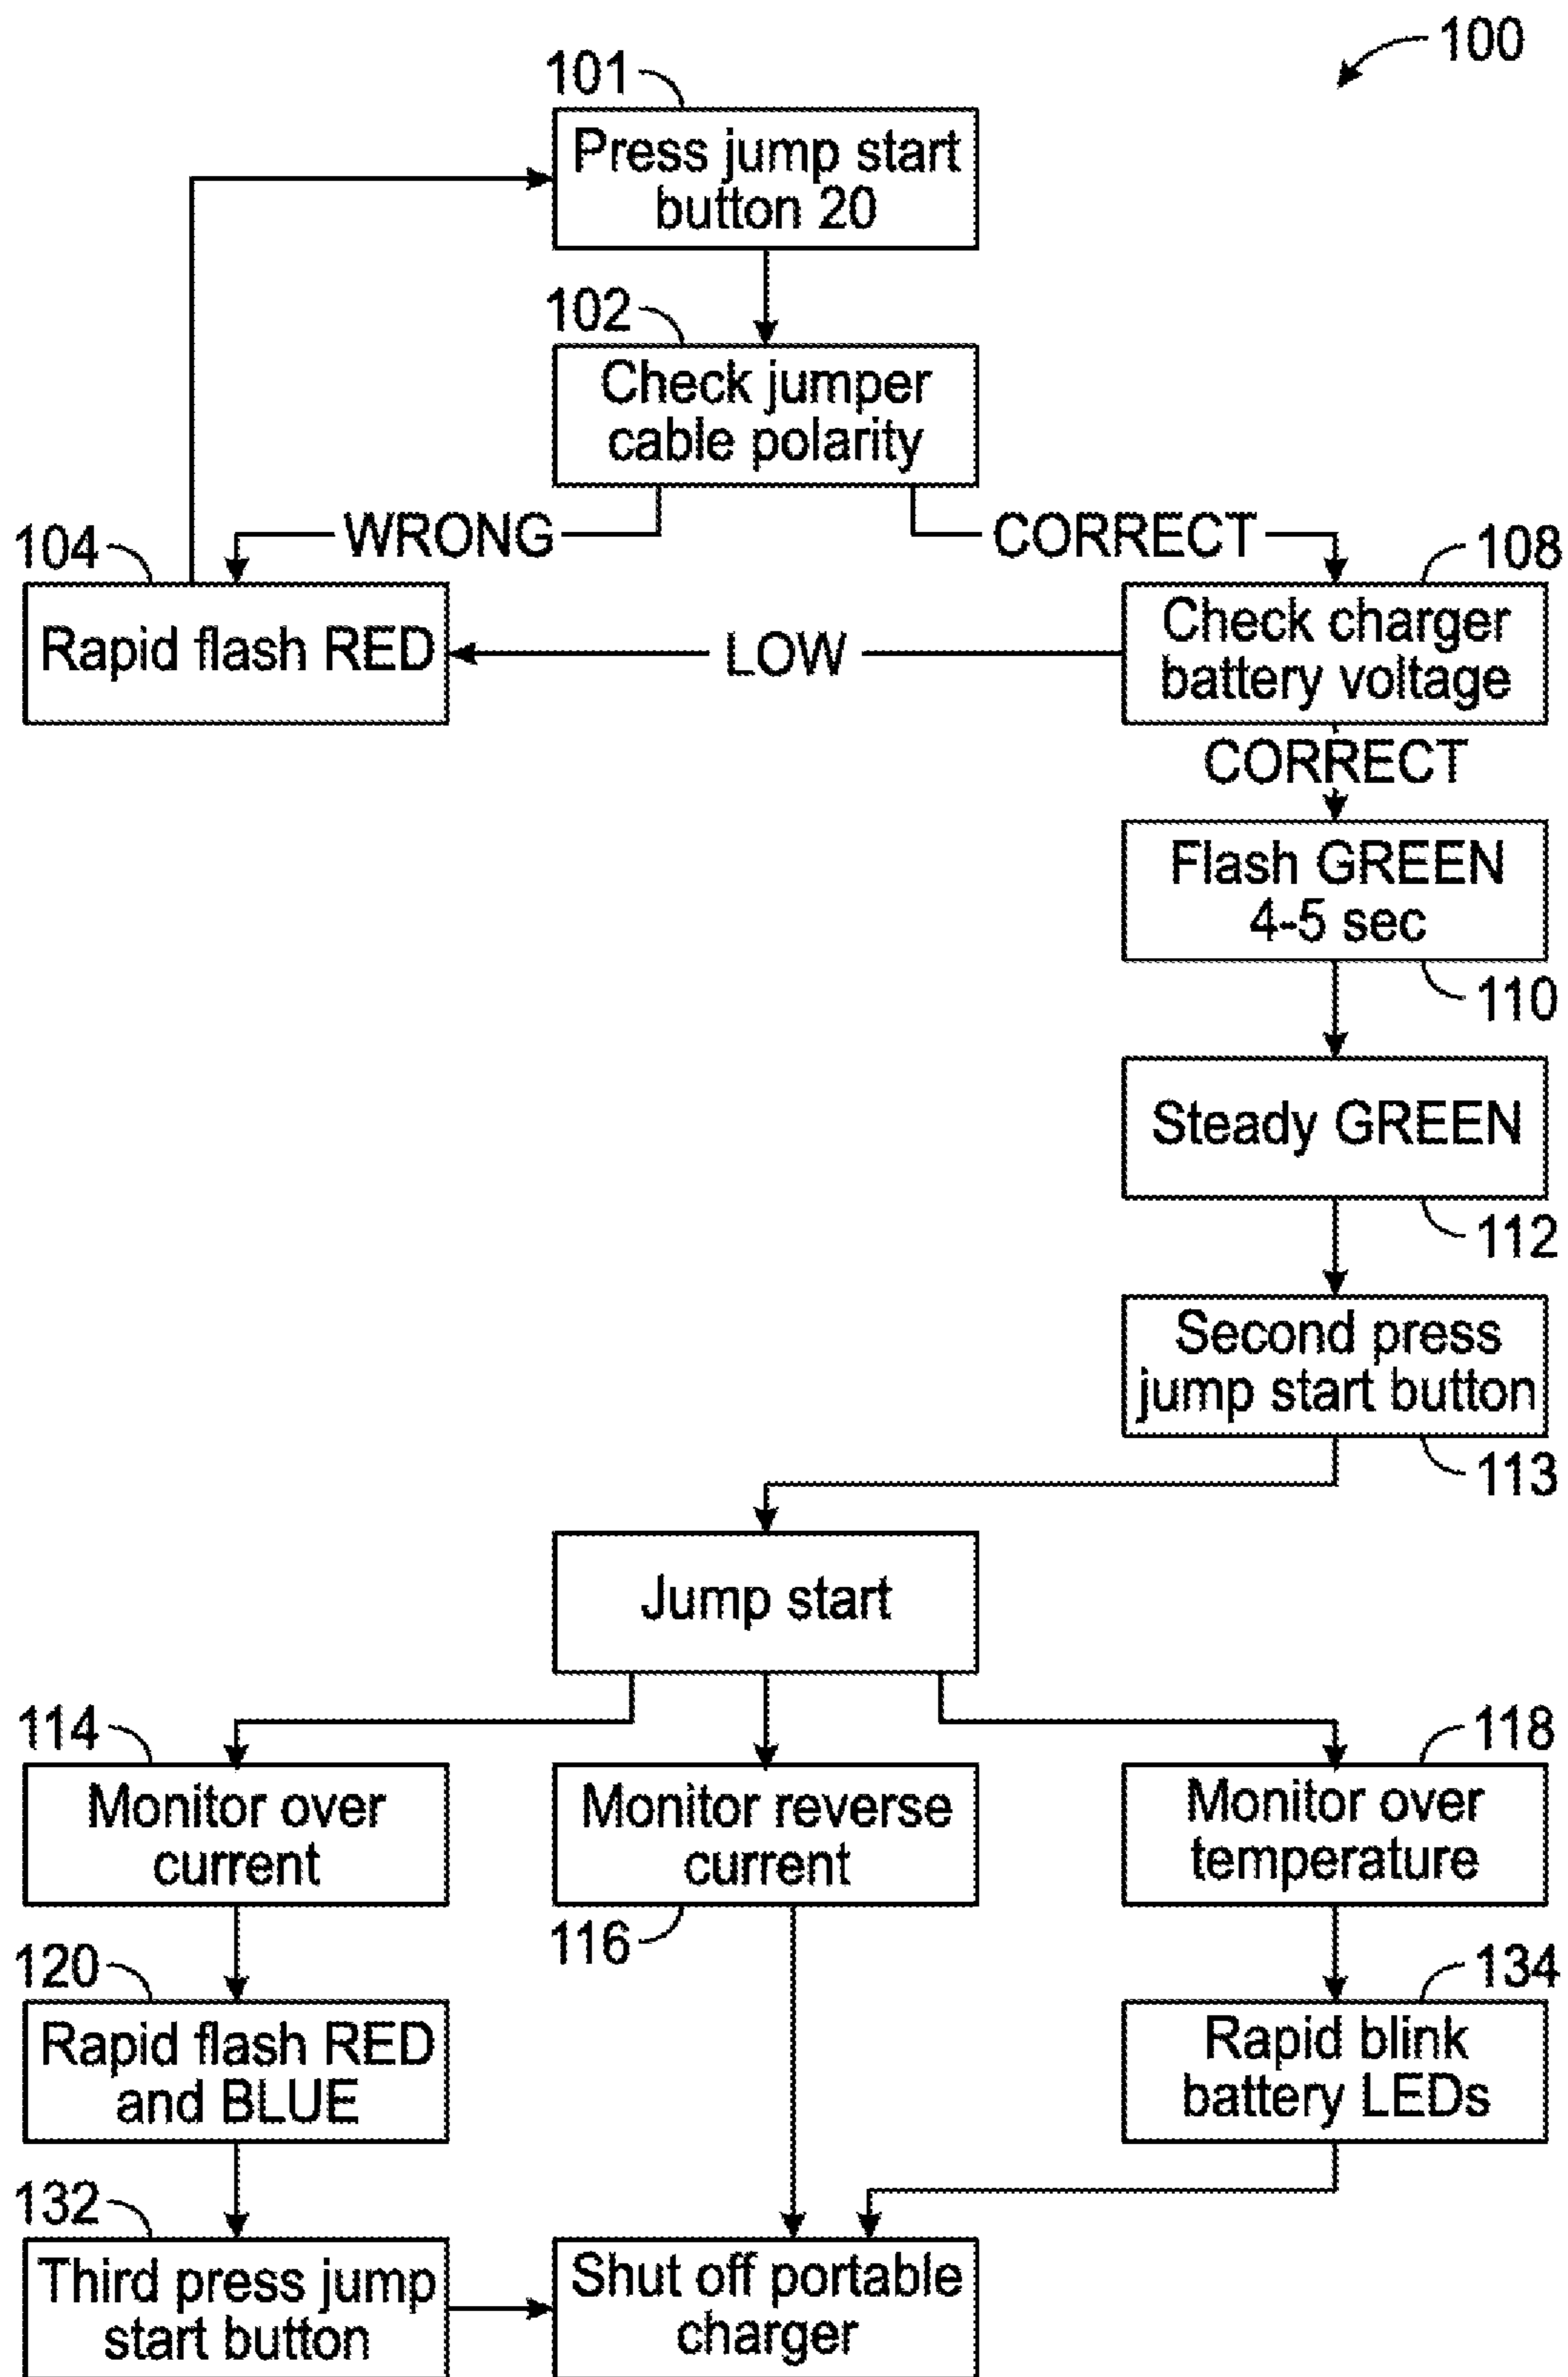 100
101
Press jump start
button 20
102
Check jumper
cable polarity
WRONG
CORRECT
104
108
Rapid flash RED
LOW
Check charger
battery voltage
CORRECT
Flash GREEN
4-5 sec
110
Steady GREEN
112
Second press
jump start button
113
Jump start
114
118
Monitor over
current
Monitor reverse
current
Monitor over
temperature
116
120
134
Rapid flash RED
and BLUE
Rapid blink
battery LEDs
132
Third press jump
start button
Shut off portable
charger